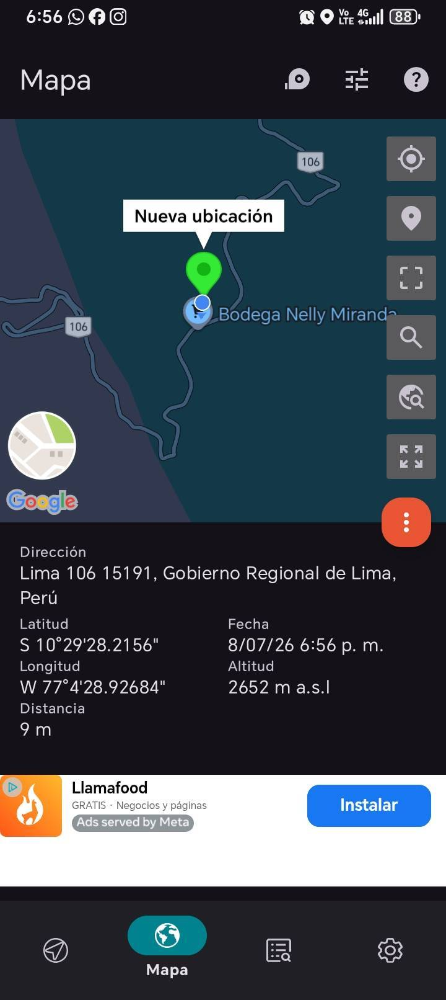 6:56 Vo LTE 4G 88
Mapa
106
Nueva ubicación
Bodega Nelly Miranda
106
Google
Dirección
Lima 106 15191, Gobierno Regional de Lima,
Perú
Latitud Fecha
S 10°29'28.2156" 8/07/26 6:56 p. m.
Longitud Altitud
W 77°4'28.92684" 2652 m a.s.l
Distancia
9 m
Llamafood
GRATIS · Negocios y páginas
Ads served by Meta
Instalar
Mapa